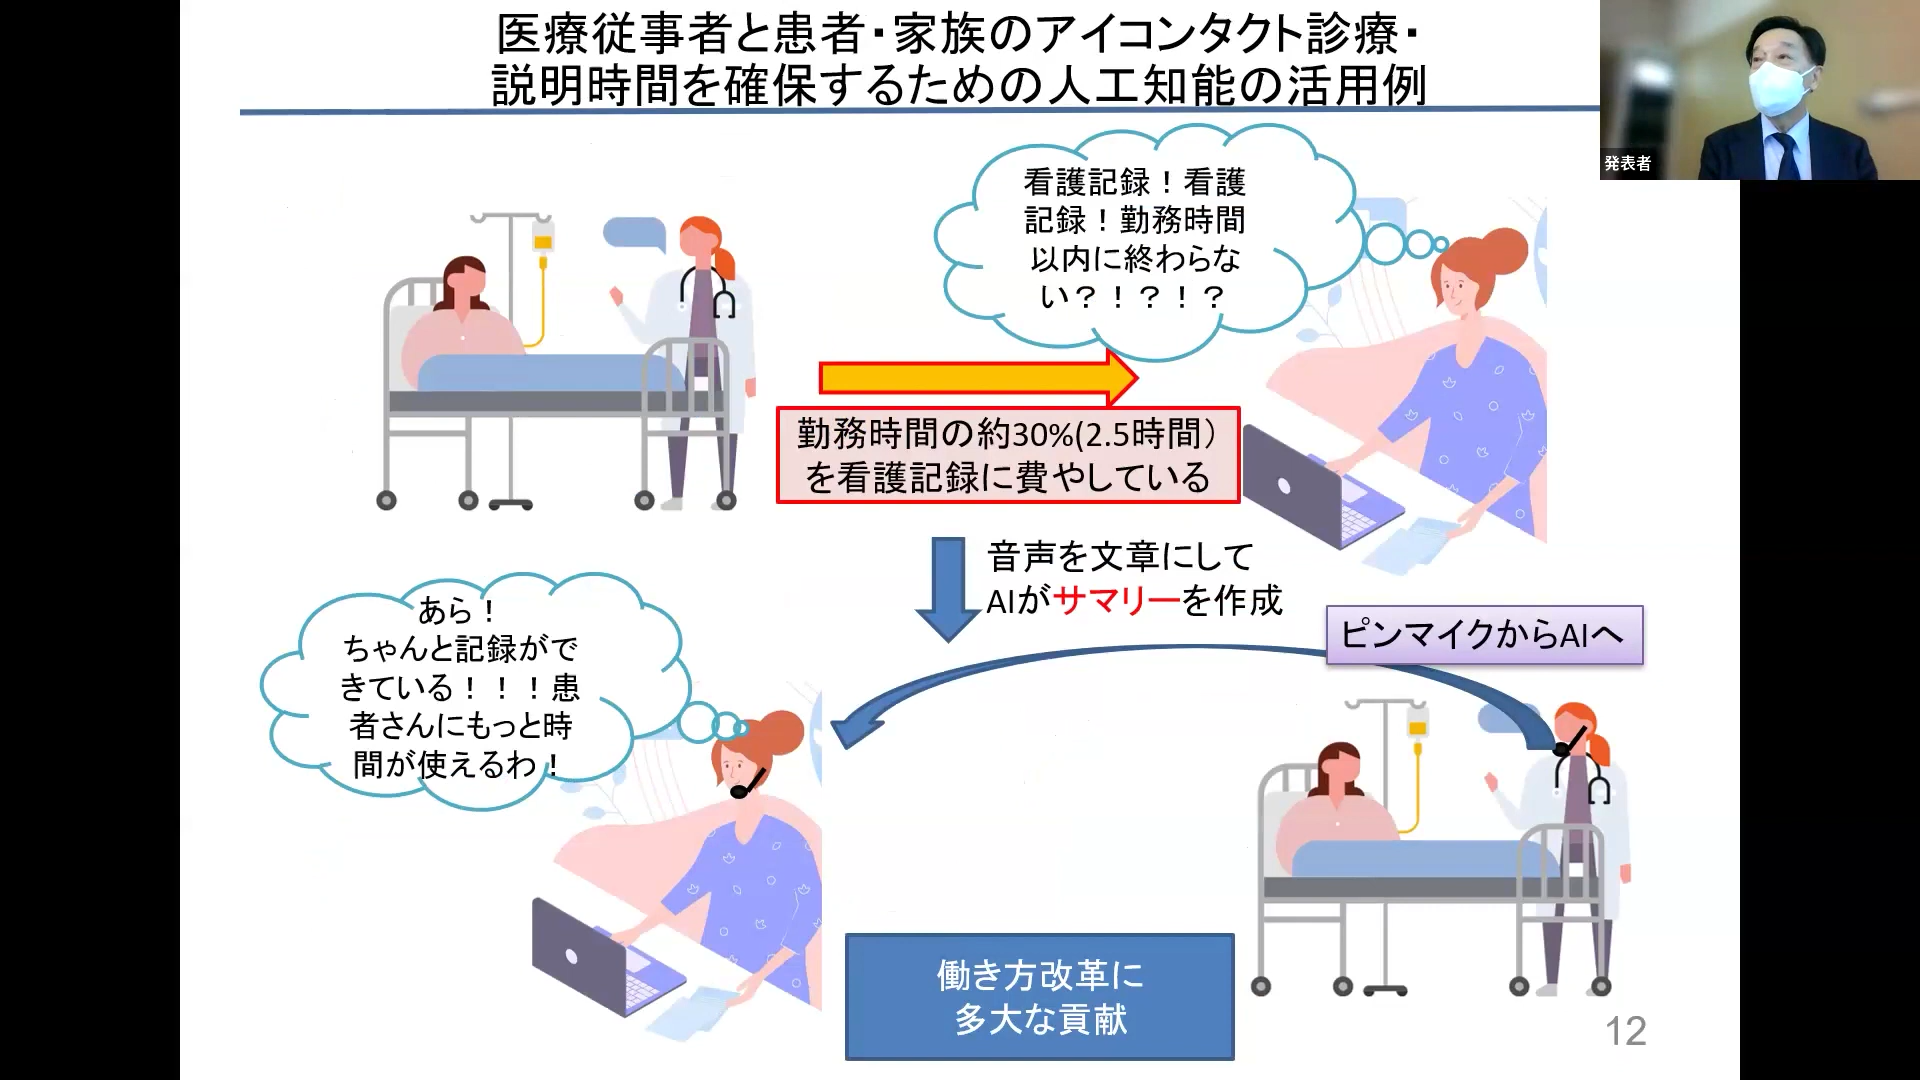 医療従事者と患者・家族のアイコンタクト診療・
説明時間を確保するための人工知能の活用例
発表者
看護記録！看護
記録！勤務時間
以内に終わらな
い？！？！？
勤務時間の約30%(2.5時間）
を看護記録に費やしている
音声を文章にして
AIがサマリーを作成
ピンマイクからAIへ
あら！
ちゃんと記録がで
きている！！！患
者さんにもっと時
間が使えるわ！
働き方改革に
多大な貢献
12